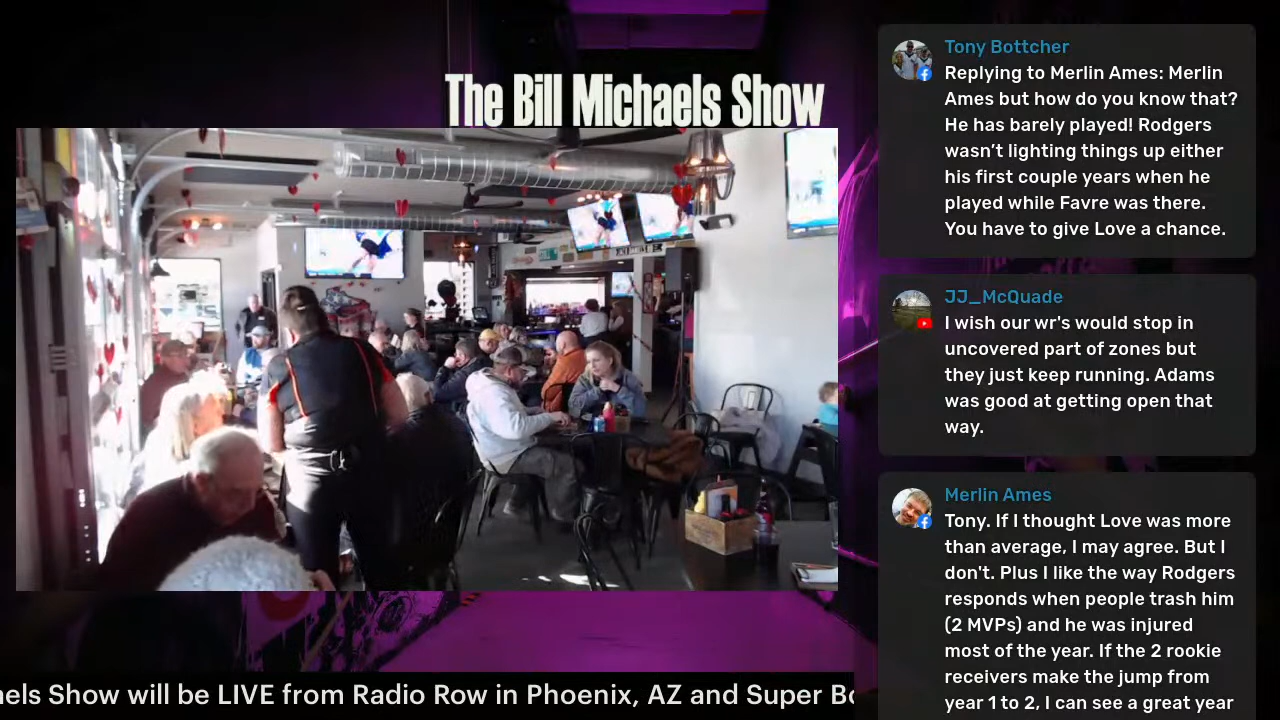 The Bill Michaels Show
Tony Bottcher
Replying to Merlin Ames: Merlin
Ames but how do you know that?
He has barely played! Rodgers
wasn’t lighting things up either
his first couple years when he
played while Favre was there.
You have to give Love a chance.
JJ_McQuade
I wish our wr's would stop in
uncovered part of zones but
they just keep running. Adams
was good at getting open that
way.
Merlin Ames
Tony. If I thought Love was more
than average, I may agree. But I
don't. Plus I like the way Rodgers
responds when people trash him
(2 MVPs) and he was injured
most of the year. If the 2 rookie
receivers make the jump from
year 1 to 2, I can see a great year
aels Show will be LIVE from Radio Row in Phoenix, AZ and Super Bo